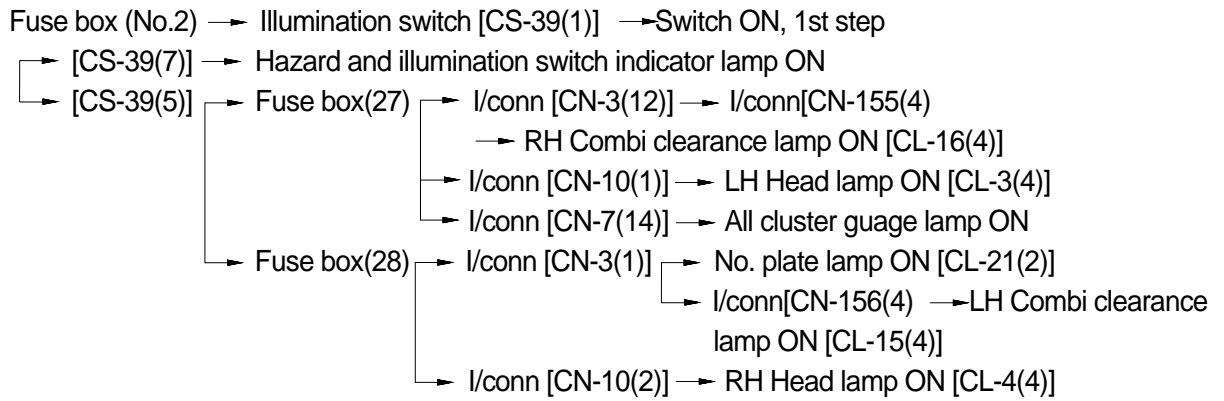 Fuse box (No.2) → Illumination switch [CS-39(1)] → Switch ON, 1st step
[CS-39(7)] → Hazard and illumination switch indicator lamp ON
[CS-39(5)] → Fuse box(27) → I/conn [CN-3(12)] → I/conn[CN-155(4)
→ RH Combi clearance lamp ON [CL-16(4)]
I/conn [CN-10(1)] → LH Head lamp ON [CL-3(4)]
I/conn [CN-7(14)] → All cluster guage lamp ON
Fuse box(28) → I/conn [CN-3(1)] → No. plate lamp ON [CL-21(2)]
I/conn[CN-156(4) → LH Combi clearance
lamp ON [CL-15(4)]
I/conn [CN-10(2)] → RH Head lamp ON [CL-4(4)]